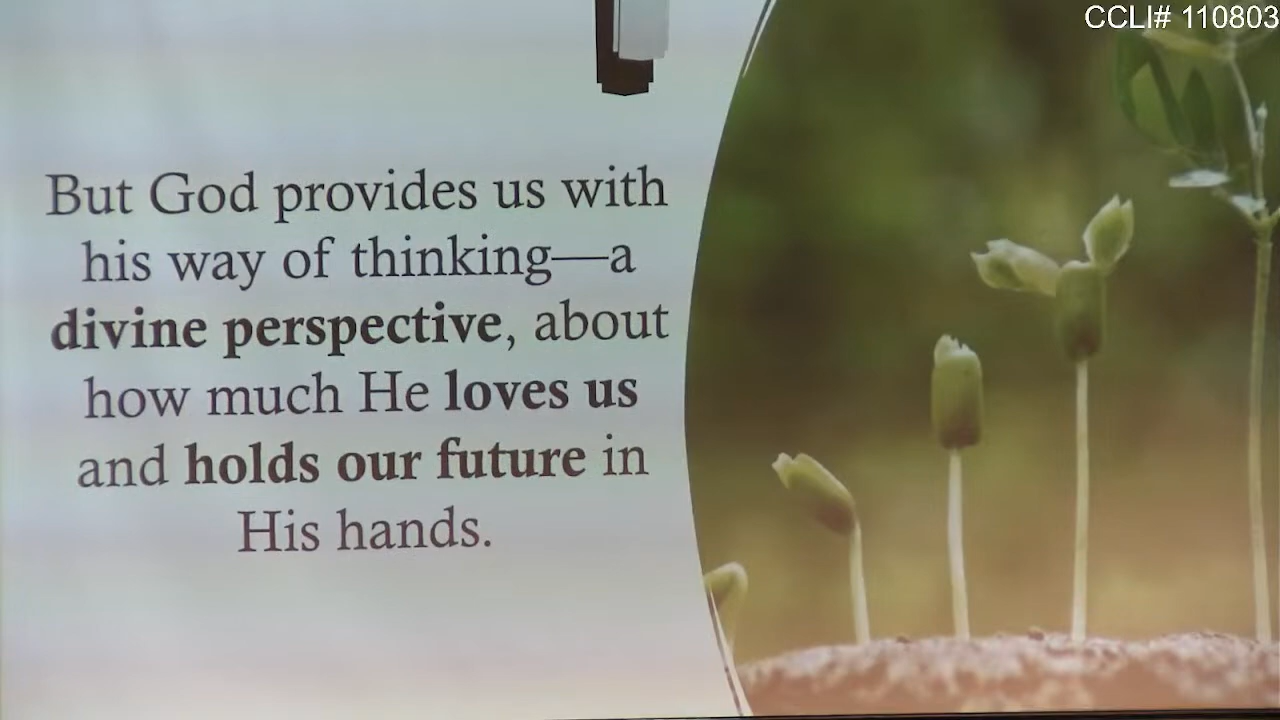 CCLI# 110803
But God provides us with
his way of thinking—a
divine perspective, about
how much He loves us
and holds our future in
His hands.